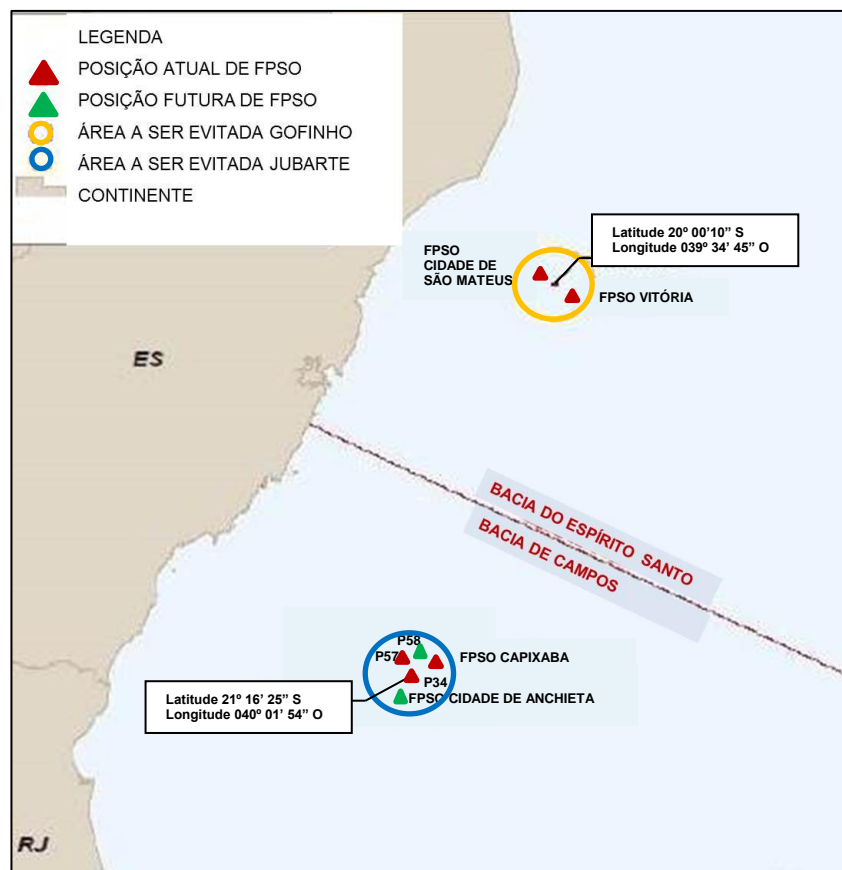 LEGENDA
POSIÇÃO ATUAL DE FPSO
POSIÇÃO FUTURA DE FPSO
ÁREA A SER EVITADA GOFINHO
ÁREA A SER EVITADA JUBARTE
CONTINENTE
Latitude 20º 00'10” S
Longitude 039º 34' 45” O
FPSO
CIDADE DE
SÃO MATEUS
FPSO VITÓRIA
ES
BACIA DO ESPÍRITO SANTO
BACIA DE CAMPOS
P58
P57
FPSO CAPIXABA
P34
FPSO CIDADE DE ANCHIETA
Latitude 21º 16' 25” S
Longitude 040º 01' 54” O
RJ